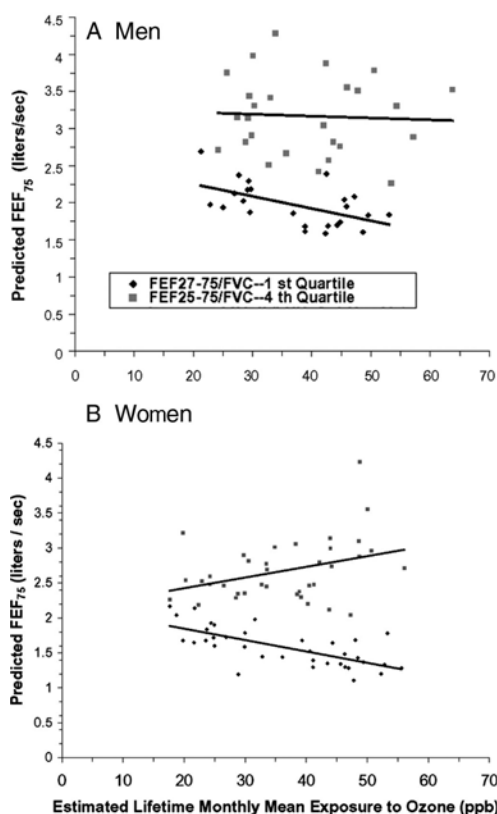 A Men
Predicted FEF75 (liters/sec)
4.5
4
3.5
3
2.5
2
1.5
1
0.5
0
FEF27-75/FVC--1 st Quartile
FEF25-75/FVC--4 th Quartile
0 10 20 30 40 50 60 70
B Women
Predicted FEF75 (liters / sec)
4.5
4
3.5
3
2.5
2
1.5
1
0.5
0
0 10 20 30 40 50 60 70
Estimated Lifetime Monthly Mean Exposure to Ozone (ppb)